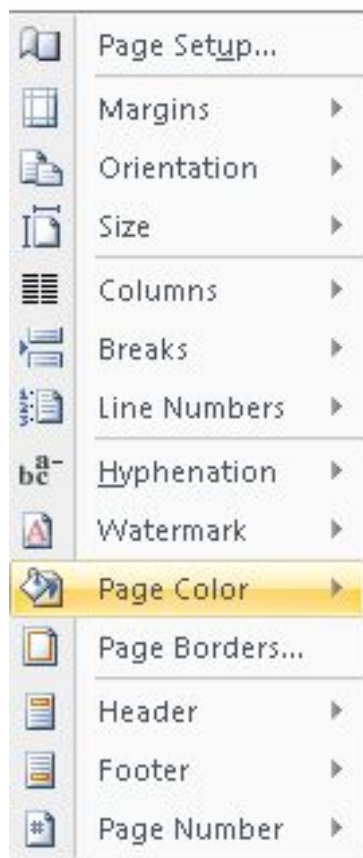 Page Setup...
Margins
Orientation
Size
Columns
Breaks
Line Numbers
Hyphenation
Watermark
Page Color
Page Borders...
Header
Footer
Page Number